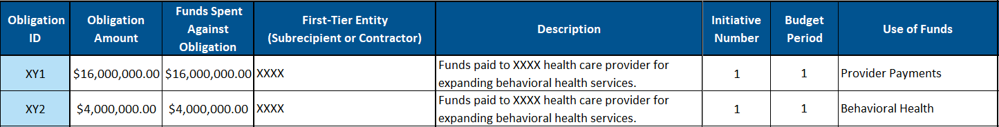 Obligation ID
Obligation Amount
Funds Spent Against Obligation
First-Tier Entity (Subrecipient or Contractor)
Description
Initiative Number
Budget Period
Use of Funds
XY1
$16,000,000.00
$16,000,000.00
XXXX
Funds paid to XXXX health care provider for
expanding behavioral health services.
1
1
Provider Payments
XY2
$4,000,000.00
$4,000,000.00
XXXX
Funds paid to XXXX health care provider for
expanding behavioral health services.
1
1
Behavioral Health